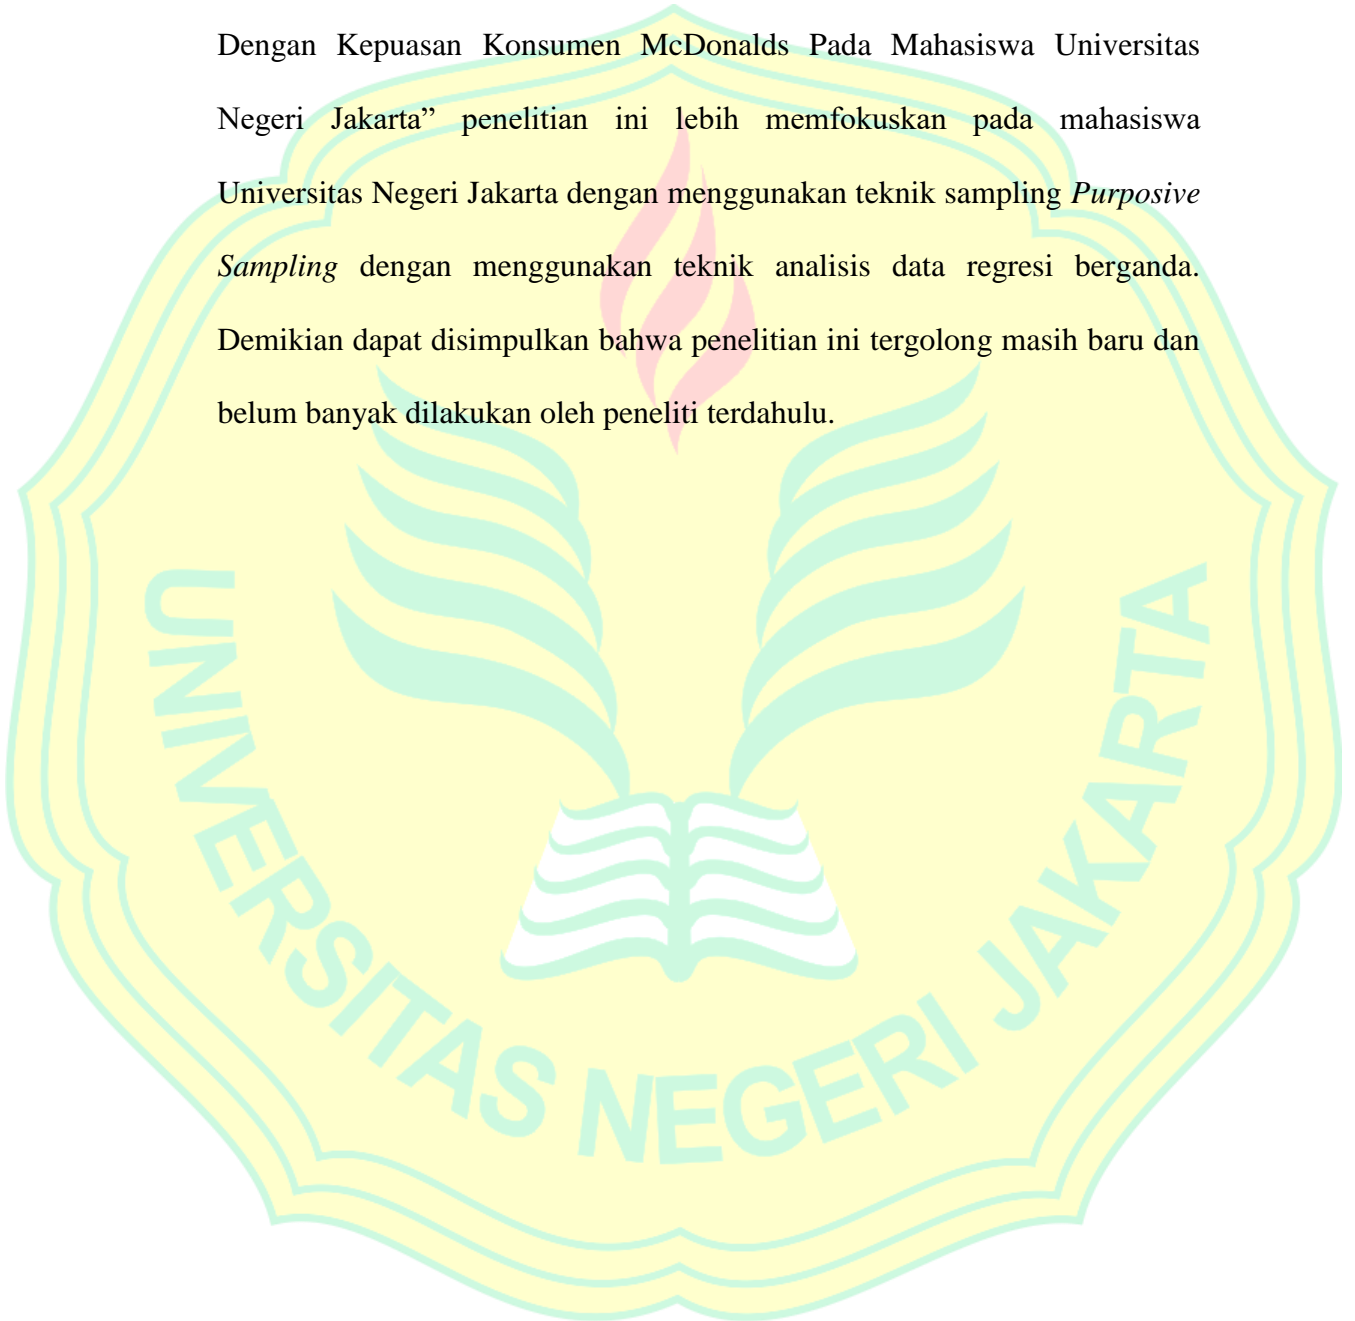 Dengan Kepuasan Konsumen McDonalds Pada Mahasiswa Universitas
Negeri Jakarta” penelitian ini lebih memfokuskan pada mahasiswa
Universitas Negeri Jakarta dengan menggunakan teknik sampling Purposive
Sampling dengan menggunakan teknik analisis data regresi berganda.
Demikian dapat disimpulkan bahwa penelitian ini tergolong masih baru dan
belum banyak dilakukan oleh peneliti terdahulu.
UNIVERSITAS NEGERI JAKARTA